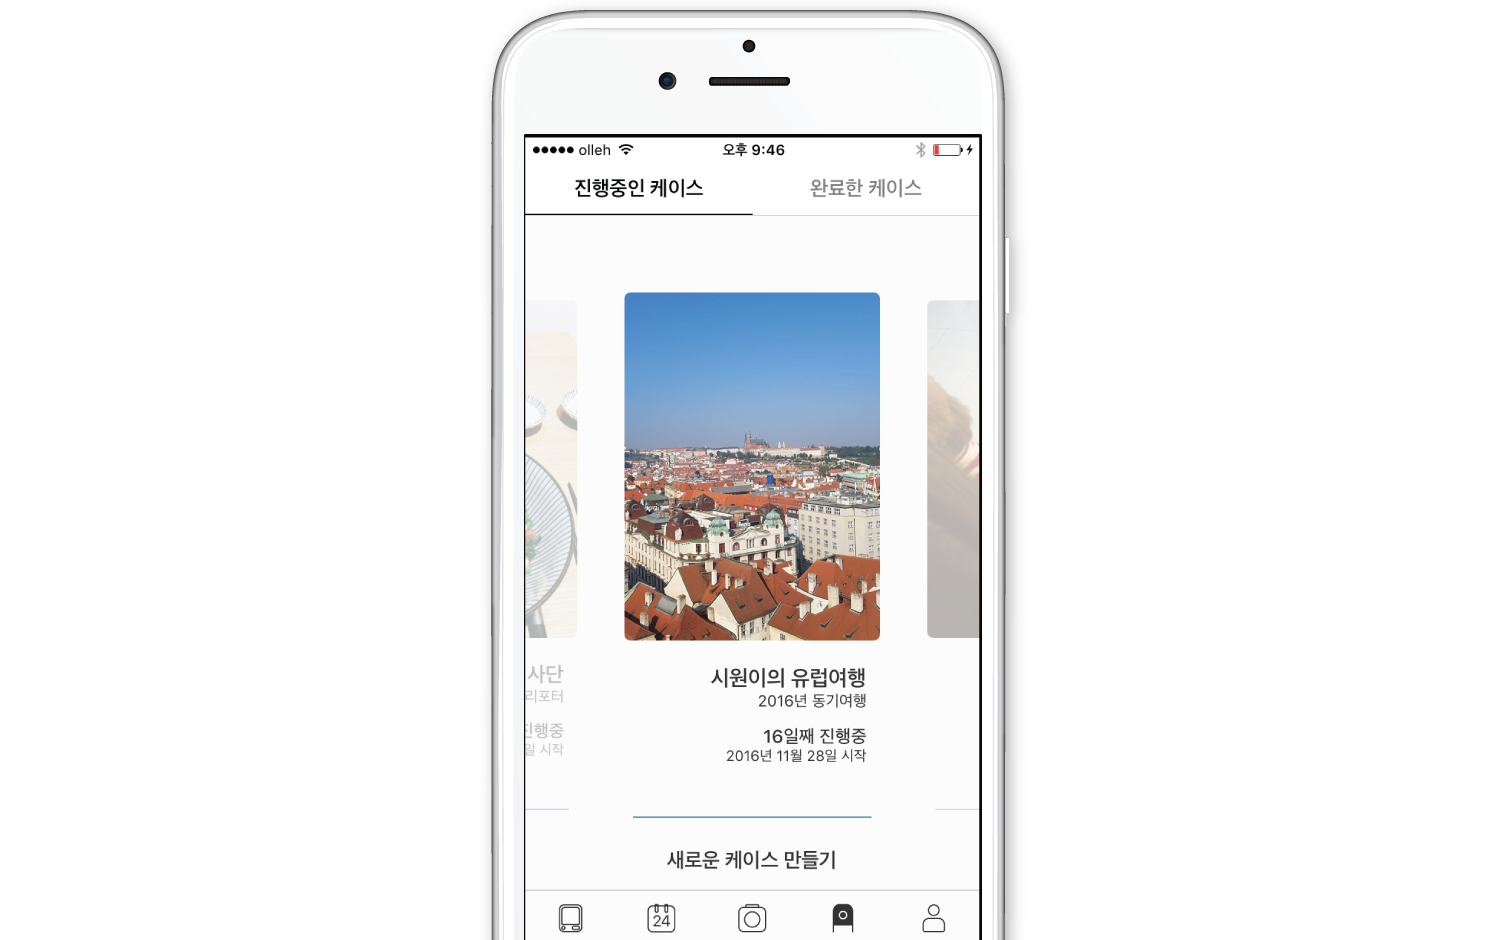 olleh 오후 9:46
진행중인 케이스 완료한 케이스
사단
리포터
진행중
일 시작
시원이의 유럽여행
2016년 동기여행
16일째 진행중
2016년 11월 28일 시작
새로운 케이스 만들기
24